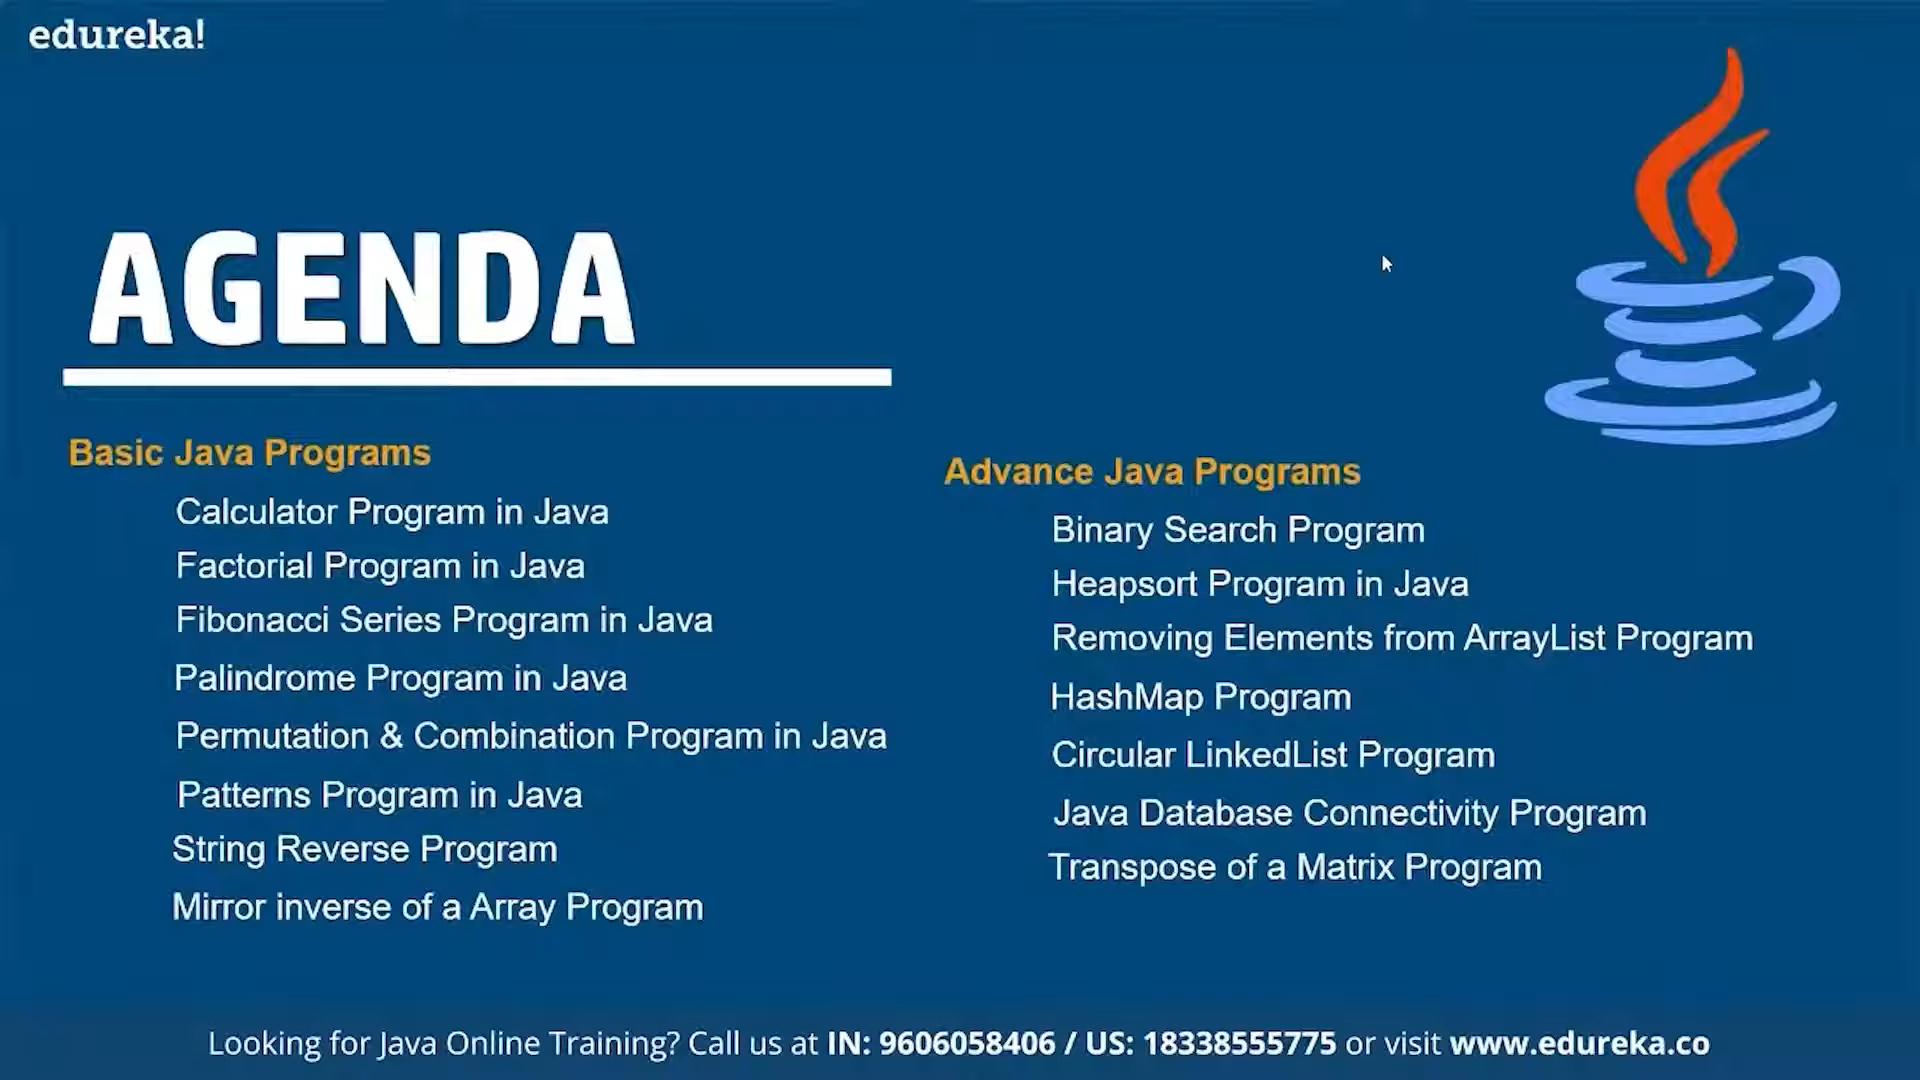 edureka!
AGENDA
Basic Java Programs
Calculator Program in Java
Factorial Program in Java
Fibonacci Series Program in Java
Palindrome Program in Java
Permutation & Combination Program in Java
Patterns Program in Java
String Reverse Program
Mirror inverse of a Array Program
Advance Java Programs
Binary Search Program
Heapsort Program in Java
Removing Elements from ArrayList Program
HashMap Program
Circular LinkedList Program
Java Database Connectivity Program
Transpose of a Matrix Program
Looking for Java Online Training? Call us at IN: 9606058406 / US: 18338555775 or visit www.edureka.co